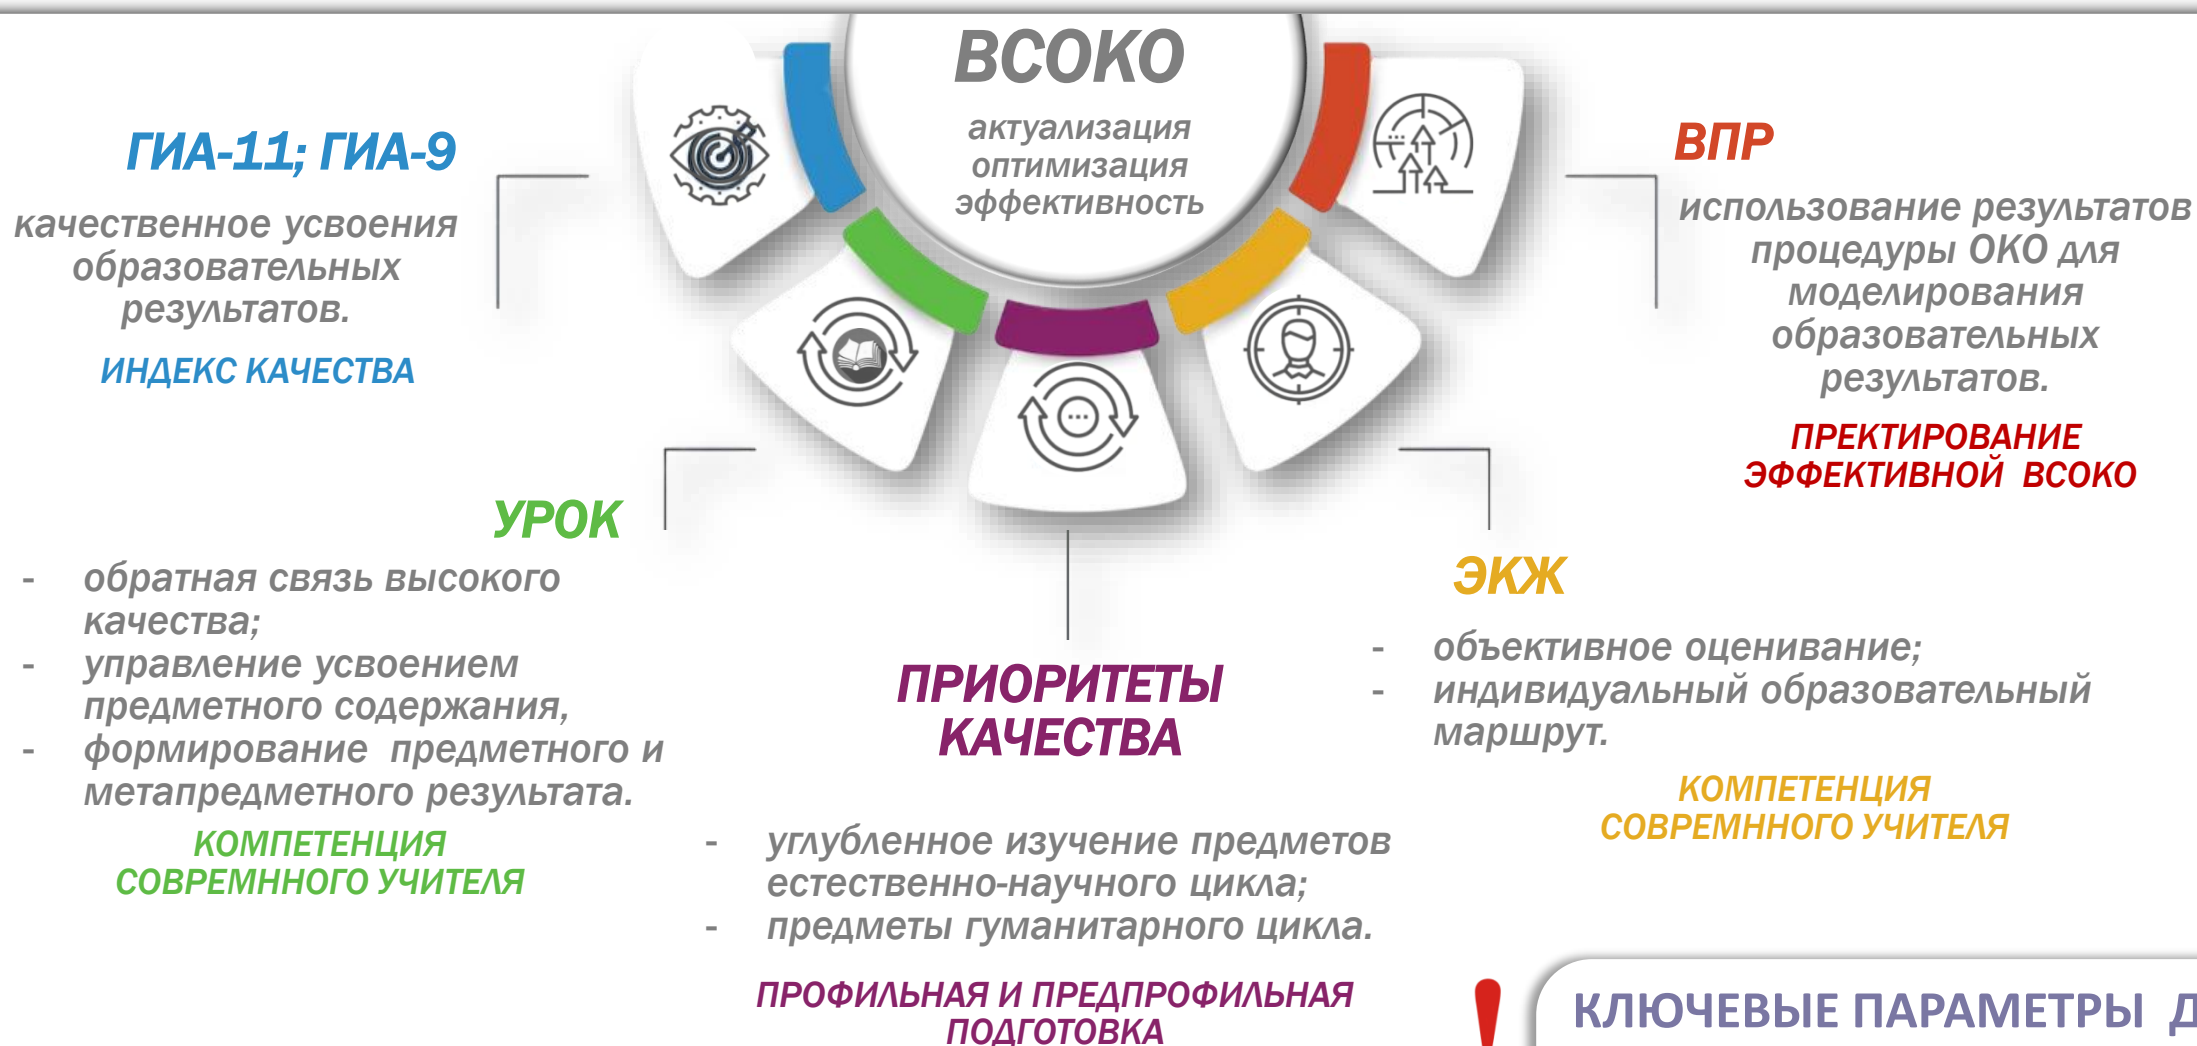 ВСОКО
актуализация
оптимизация
эффективность
ГИА-11; ГИА-9
качественное усвоения
образовательных
результатов.
ИНДЕКС КАЧЕСТВА
ВПР
использование результатов
процедуры ОКО для
моделирования
образовательных
результатов.
ПРЕКТИРОВАНИЕ
ЭФФЕКТИВНОЙ ВСОКО
УРОК
- обратная связь высокого
качества;
- управление усвоением
предметного содержания,
- формирование предметного и
метапредметного результата.
КОМПЕТЕНЦИЯ
СОВРЕМННОГО УЧИТЕЛЯ
ПРИОРИТЕТЫ
КАЧЕСТВА
- углубленное изучение предметов
естественно-научного цикла;
- предметы гуманитарного цикла.
ПРОФИЛЬНАЯ И ПРЕДПРОФИЛЬНАЯ
ПОДГОТОВКА
ЭКЖ
- объективное оценивание;
- индивидуальный образовательный
маршрут.
КОМПЕТЕНЦИЯ
СОВРЕМННОГО УЧИТЕЛЯ
КЛЮЧЕВЫЕ ПАРАМЕТРЫ